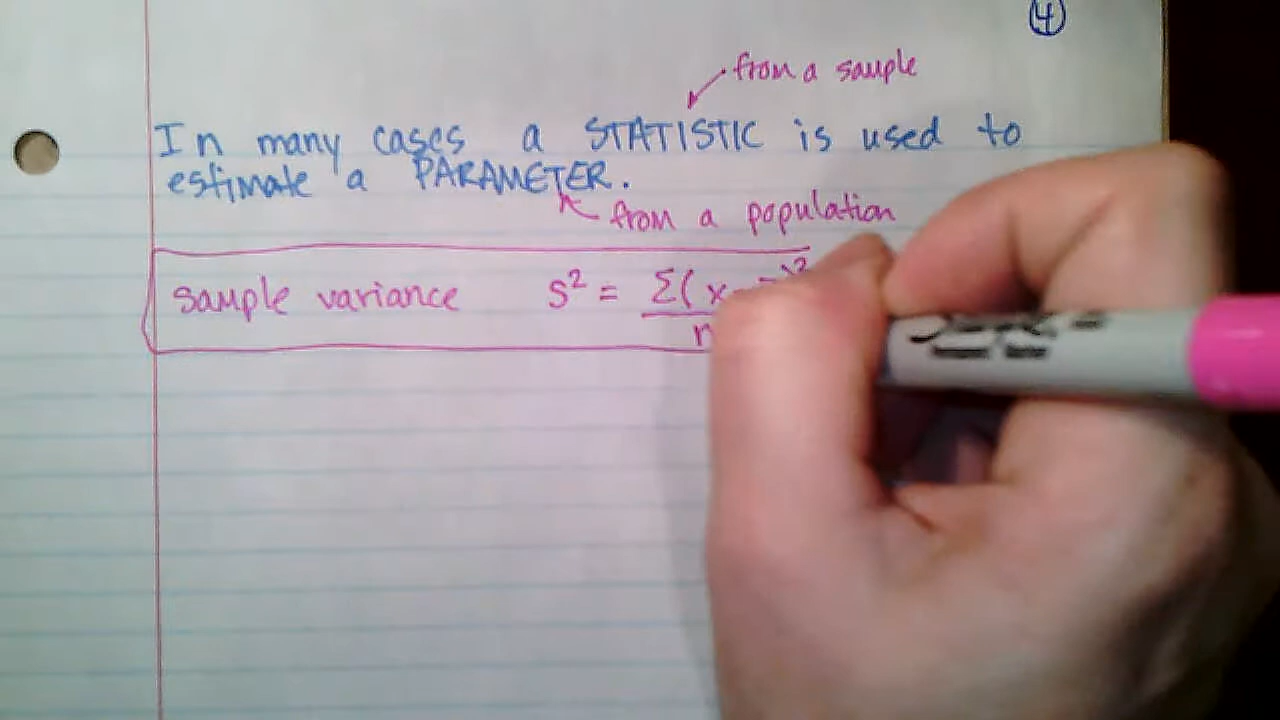 4
from a sample
In many cases a STATISTIC is used to
estimate a PARAMETER.
from a population
sample variance S² = Σ(x
n